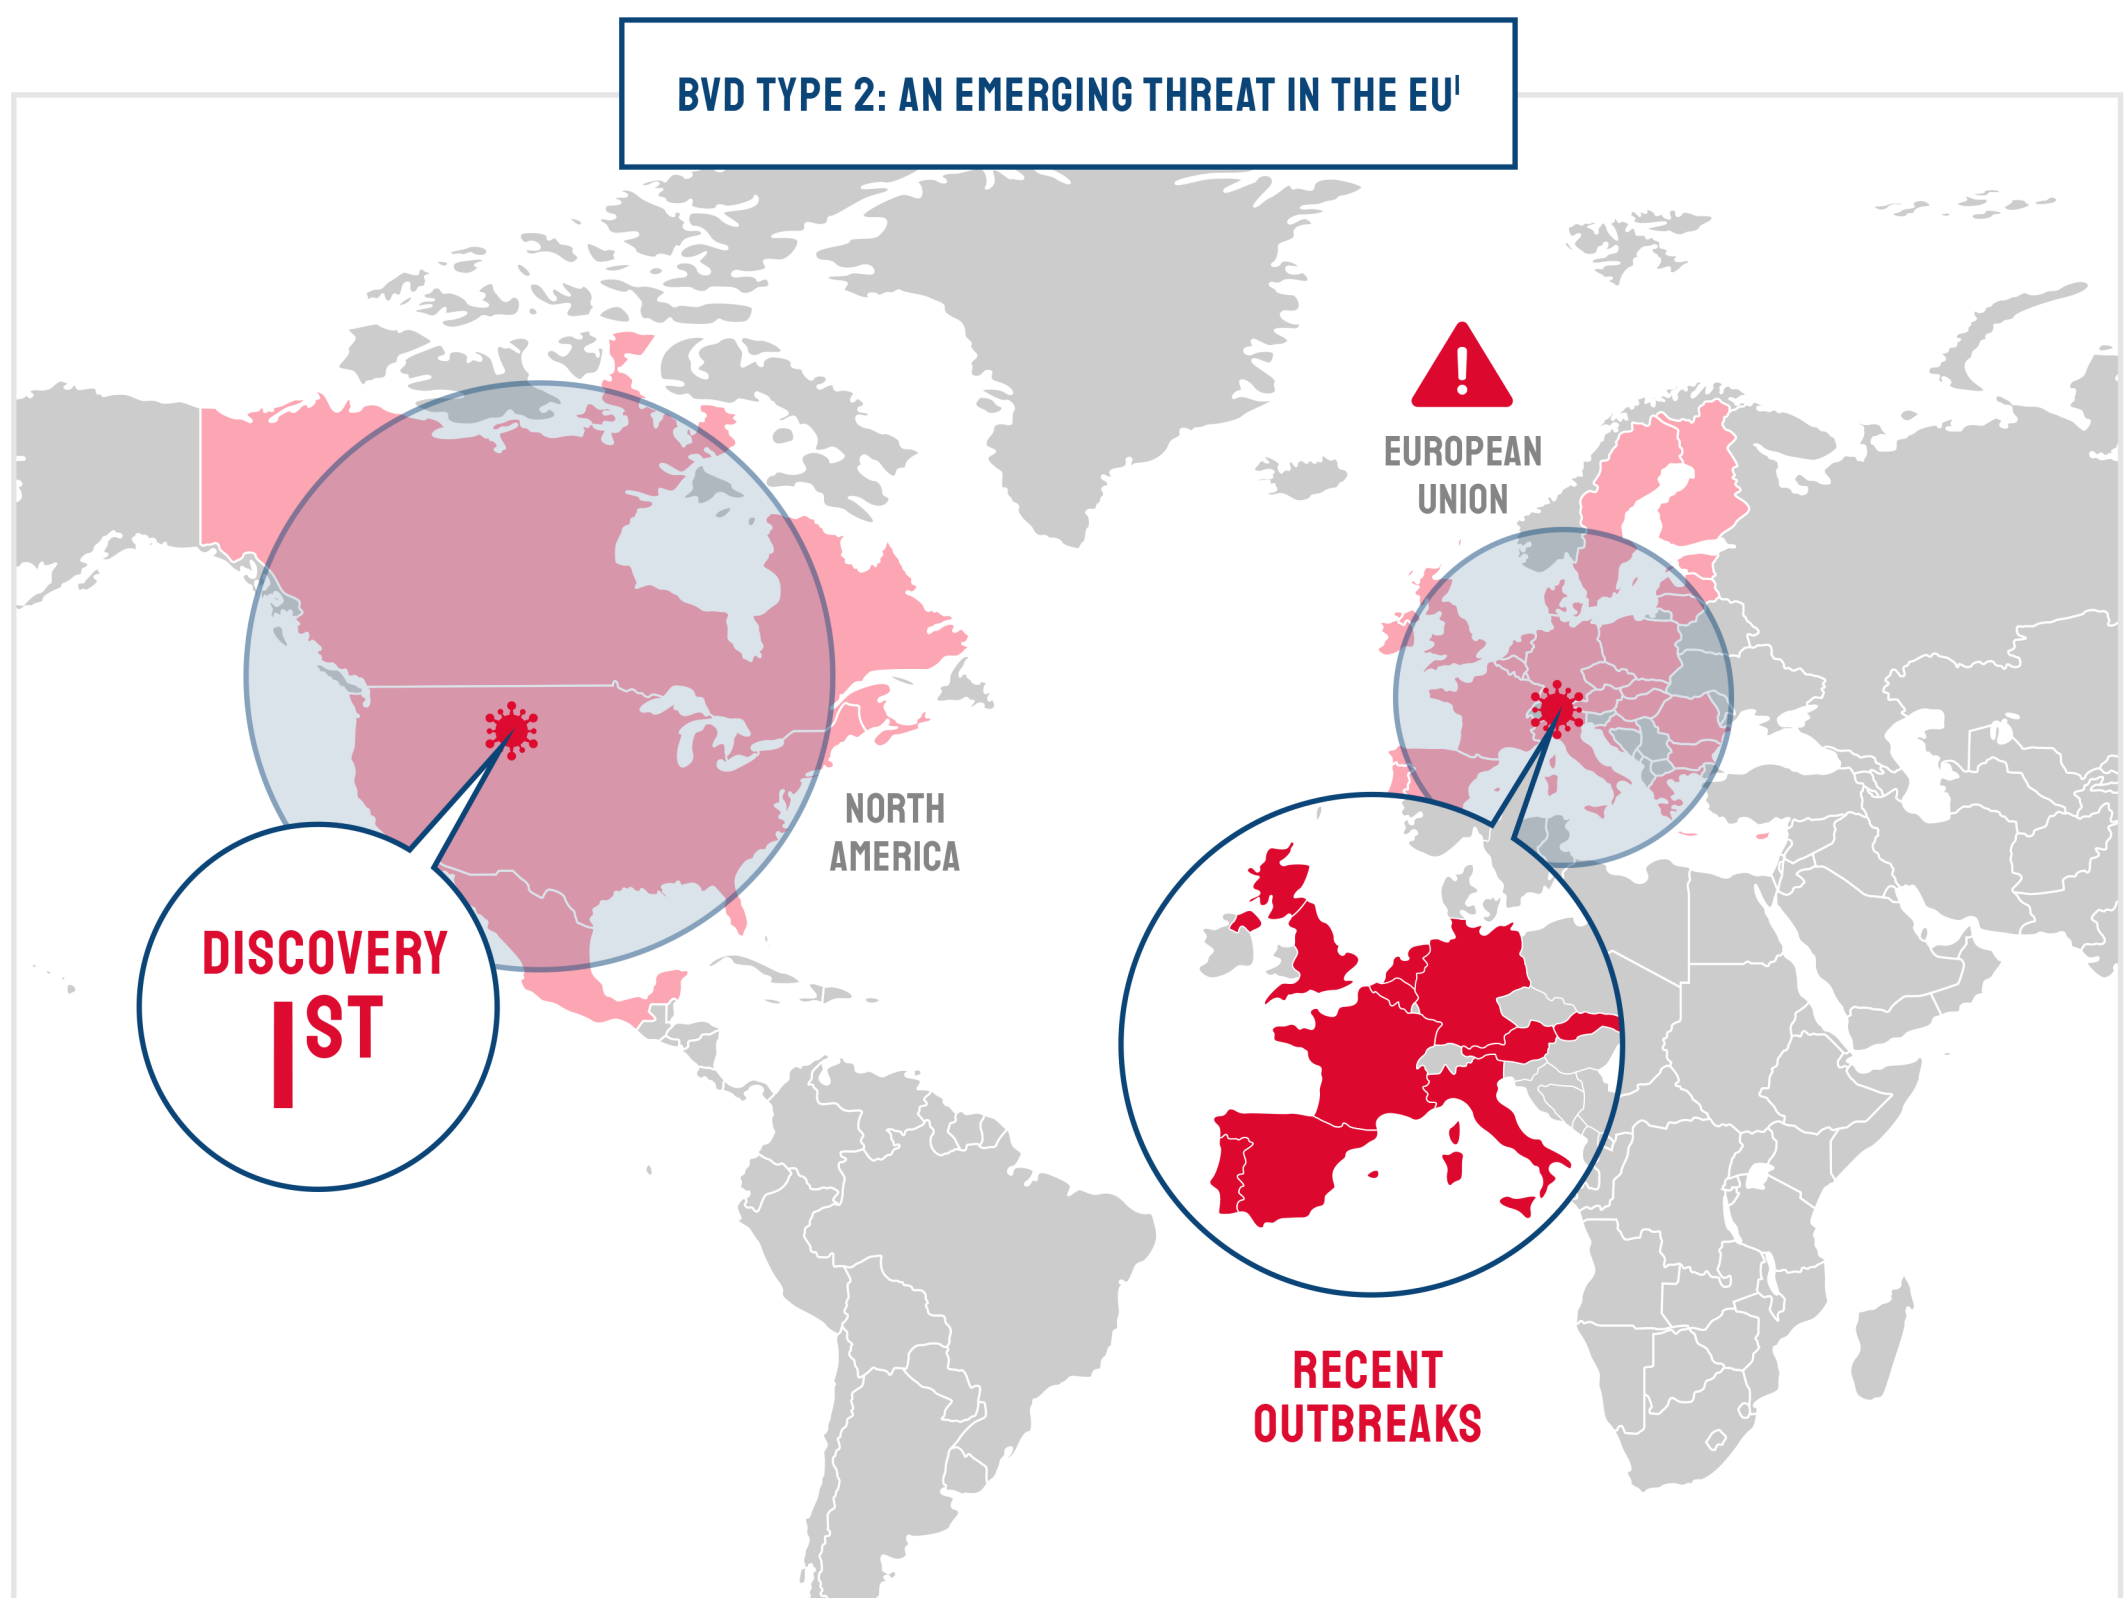 BVD TYPE 2: AN EMERGING THREAT IN THE EU¹
EUROPEAN
UNION
NORTH
AMERICA
DISCOVERY
1ST
RECENT
OUTBREAKS